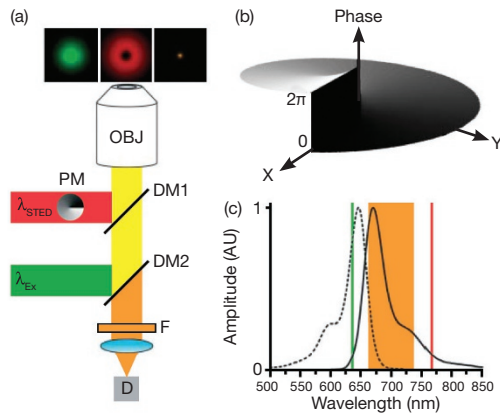 (a)
OBJ
PM
DM1
λSTED
DM2
λEx
F
D
(b)
Phase
2π
0
X
Y
(c)
Amplitude (AU)
1
0
500 550 600 650 700 750 800 850
Wavelength (nm)